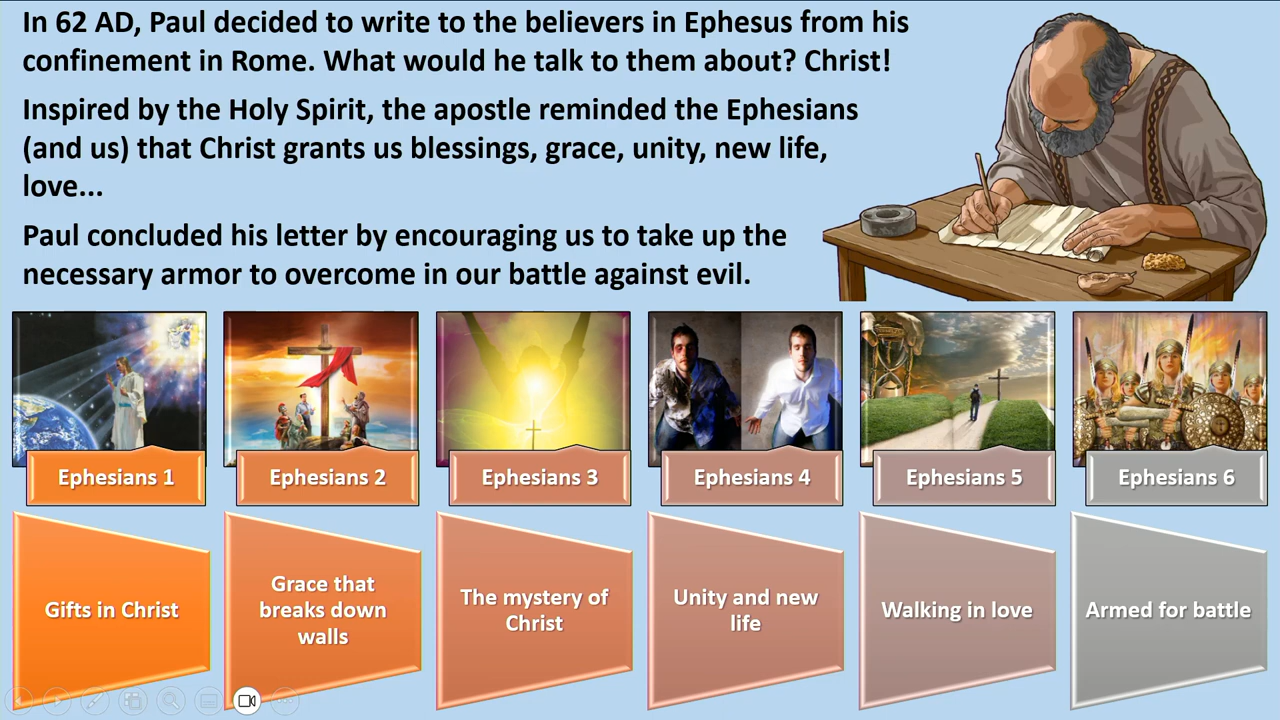 In 62 AD, Paul decided to write to the believers in Ephesus from his
confinement in Rome. What would he talk to them about? Christ!
Inspired by the Holy Spirit, the apostle reminded the Ephesians
(and us) that Christ grants us blessings, grace, unity, new life,
love...
Paul concluded his letter by encouraging us to take up the
necessary armor to overcome in our battle against evil.
Ephesians 1
Ephesians 2
Ephesians 3
Ephesians 4
Ephesians 5
Ephesians 6
Gifts in Christ
Grace that
breaks down
walls
The mystery of
Christ
Unity and new
life
Walking in love
Armed for battle